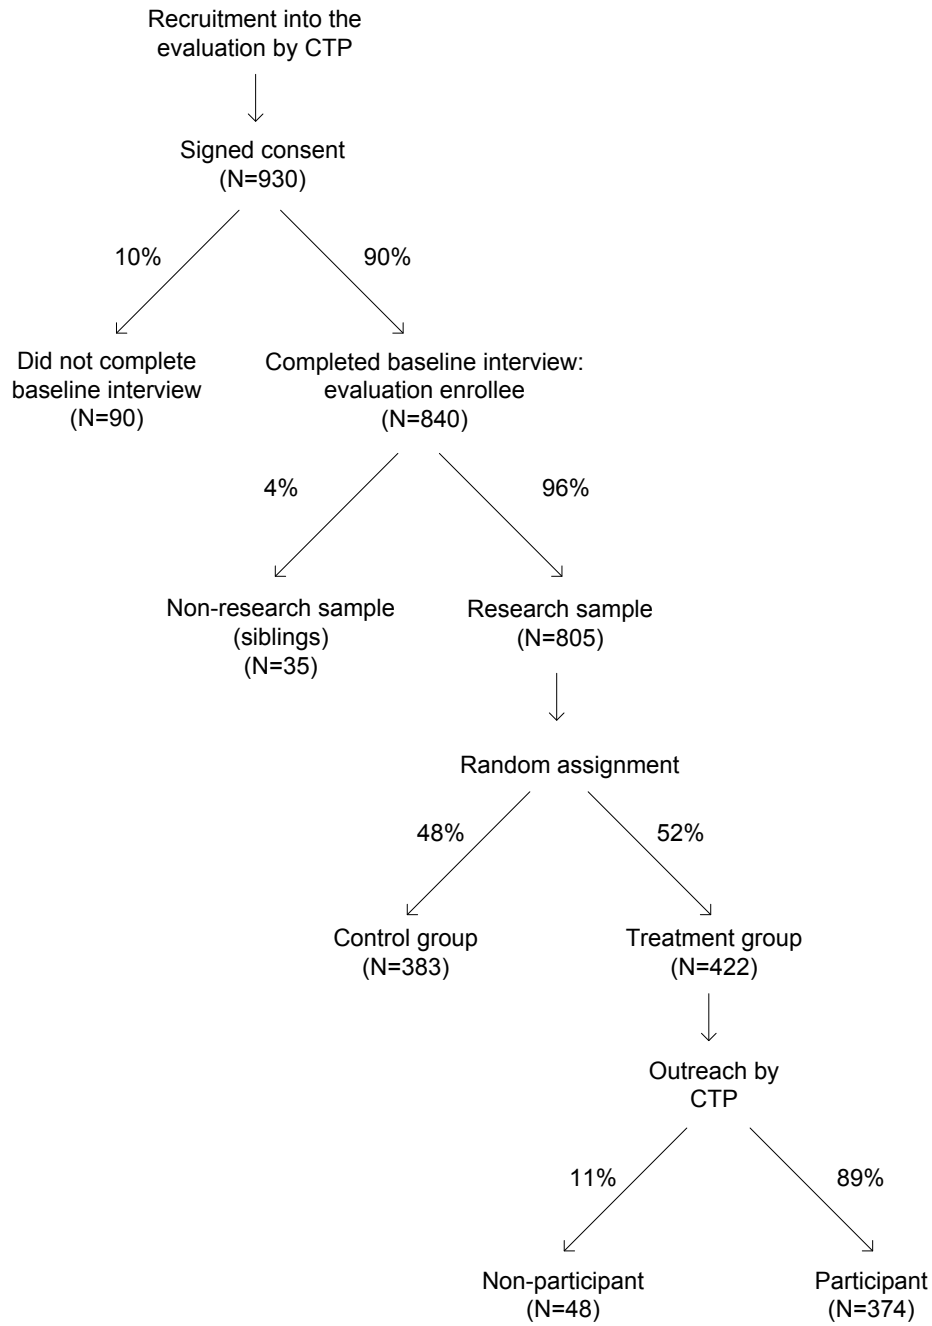 Recruitment into the
evaluation by CTP
Signed consent
(N=930)
10%
90%
Did not complete
baseline interview
(N=90)
Completed baseline interview:
evaluation enrollee
(N=840)
4%
96%
Non-research sample
(siblings)
(N=35)
Research sample
(N=805)
Random assignment
48%
52%
Control group
(N=383)
Treatment group
(N=422)
Outreach by
CTP
11%
89%
Non-participant
(N=48)
Participant
(N=374)